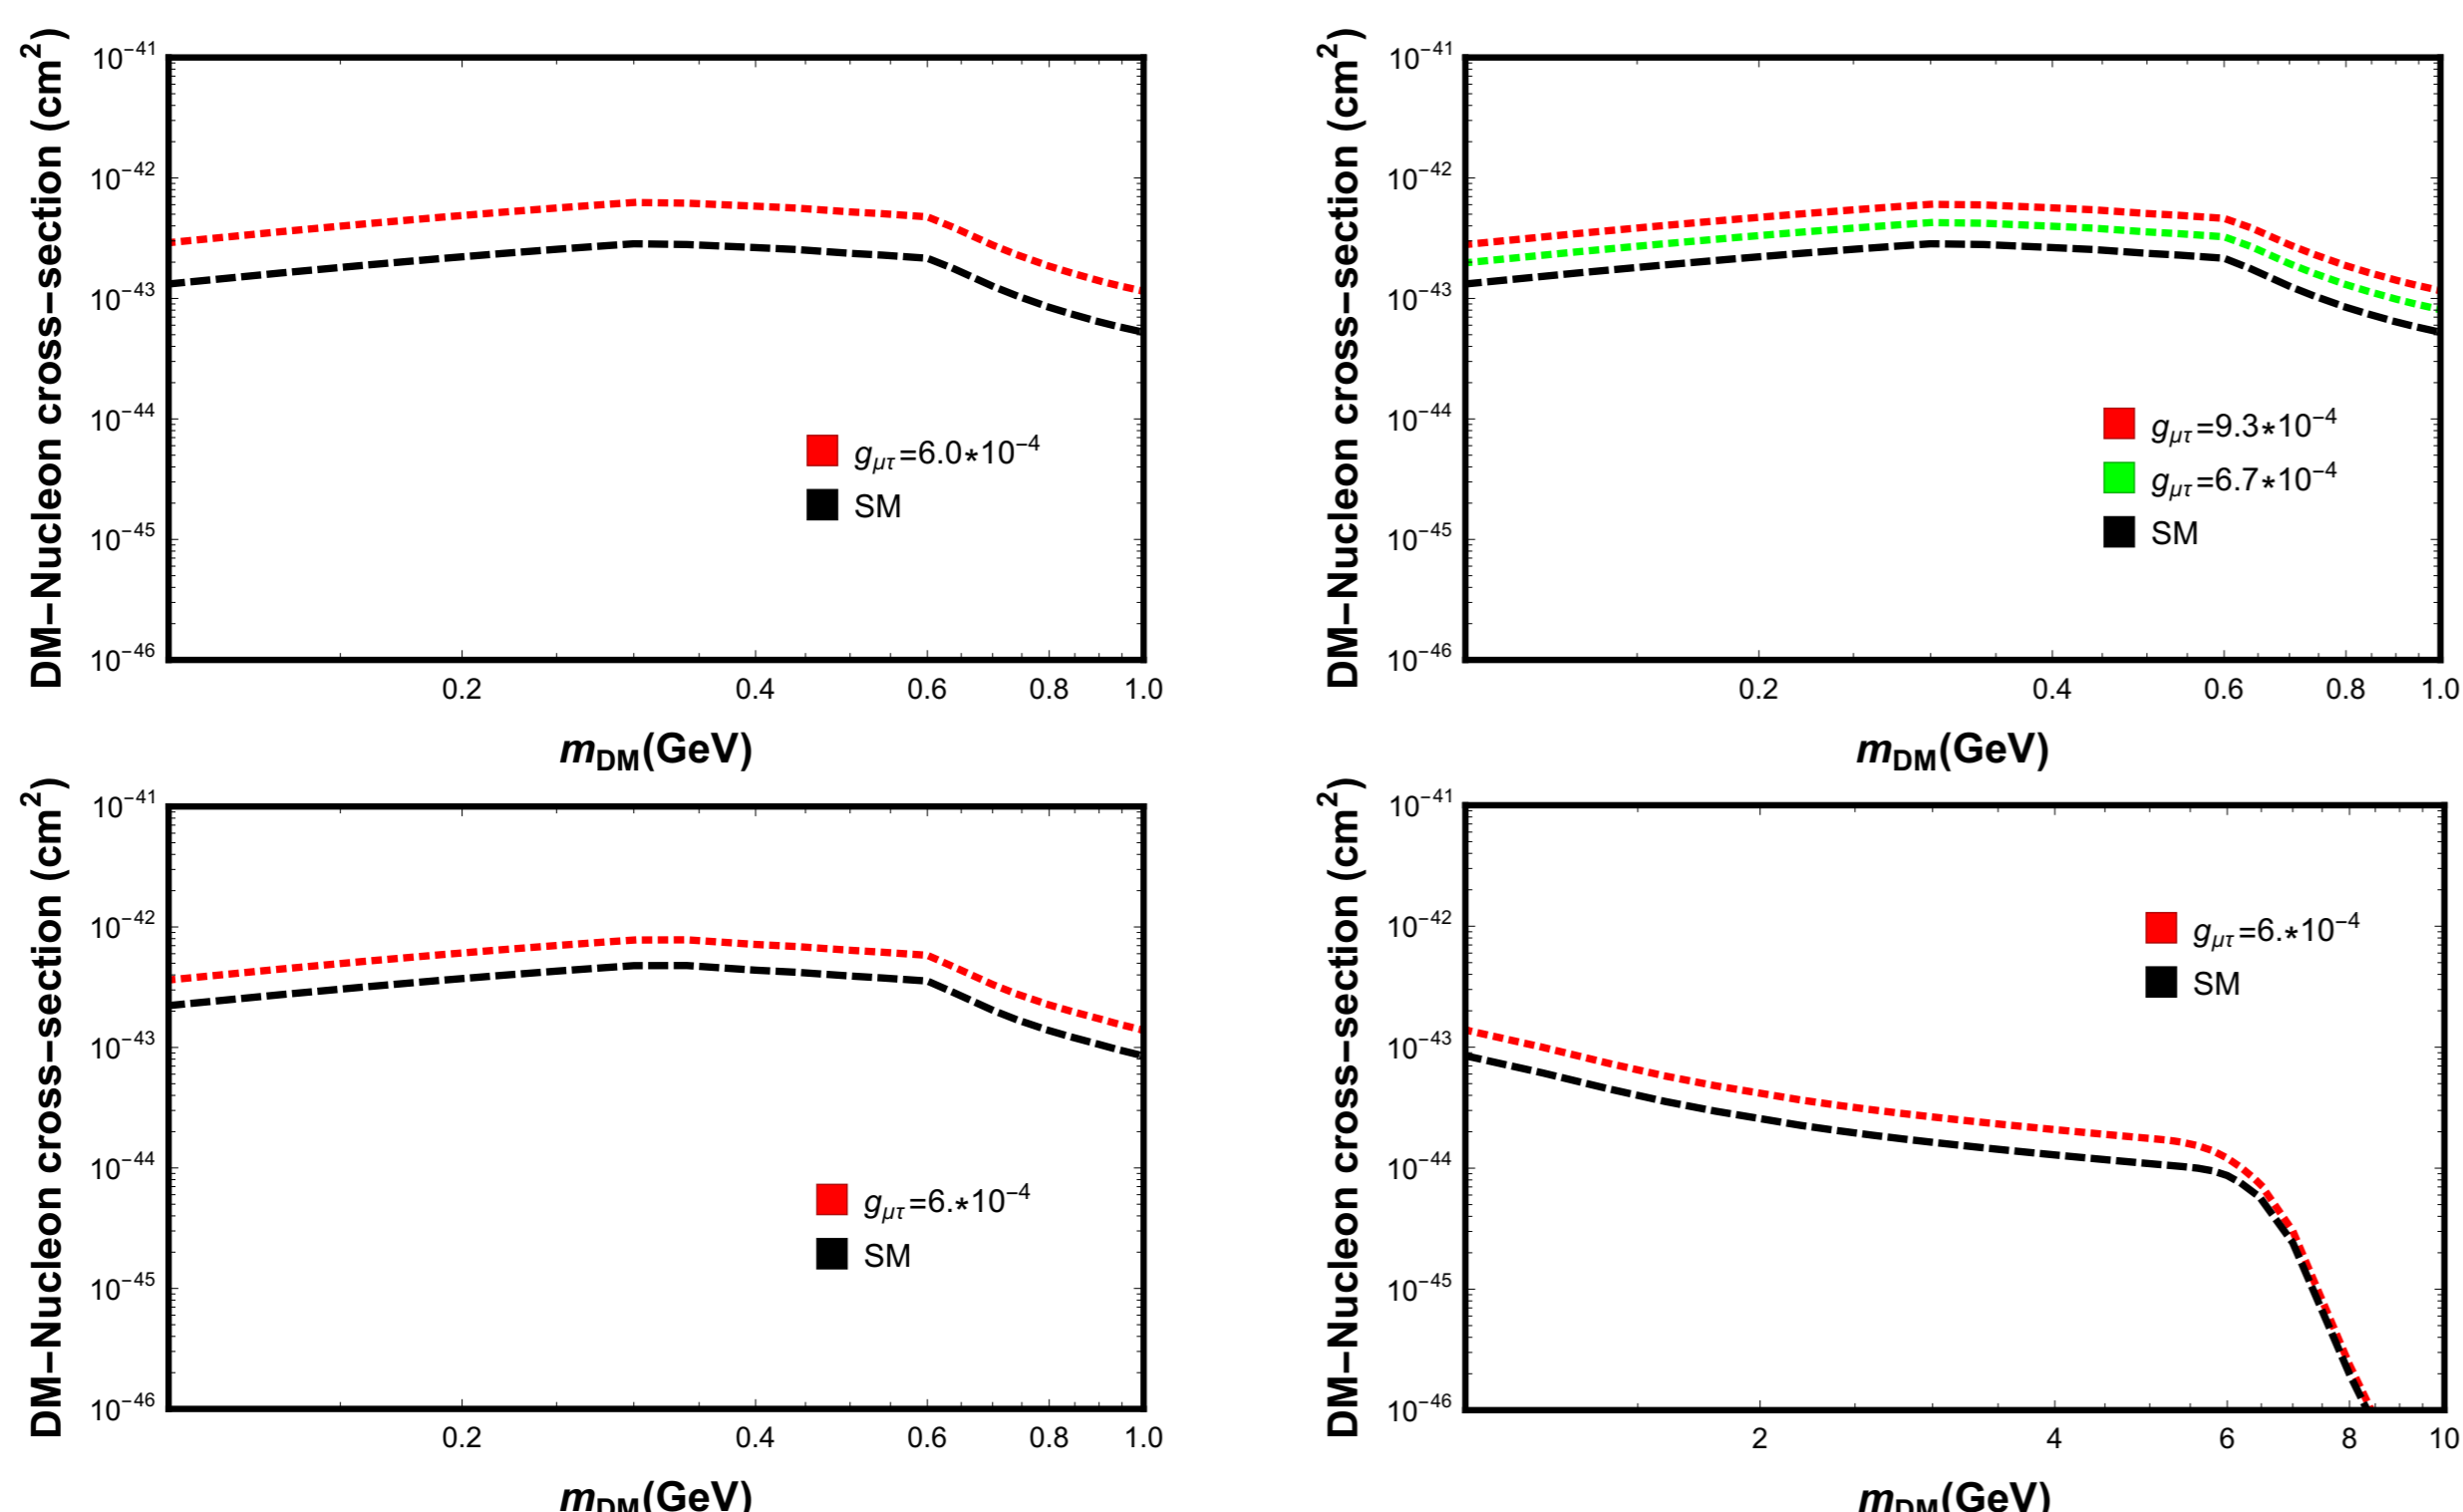 DM−Nucleon cross−section (cm²)
10⁻⁴¹
10⁻⁴²
10⁻⁴³
10⁻⁴⁴
10⁻⁴⁵
10⁻⁴⁶
g_μτ=6.0*10⁻⁴
SM
0.2 0.4 0.6 0.8 1.0
m_DM(GeV)
DM−Nucleon cross−section (cm²)
10⁻⁴¹
10⁻⁴²
10⁻⁴³
10⁻⁴⁴
10⁻⁴⁵
10⁻⁴⁶
g_μτ=9.3*10⁻⁴
g_μτ=6.7*10⁻⁴
SM
0.2 0.4 0.6 0.8 1.0
m_DM(GeV)
DM−Nucleon cross−section (cm²)
10⁻⁴¹
10⁻⁴²
10⁻⁴³
10⁻⁴⁴
10⁻⁴⁵
10⁻⁴⁶
g_μτ=6.*10⁻⁴
SM
0.2 0.4 0.6 0.8 1.0
m_DM(GeV)
DM−Nucleon cross−section (cm²)
10⁻⁴¹
10⁻⁴²
10⁻⁴³
10⁻⁴⁴
10⁻⁴⁵
10⁻⁴⁶
g_μτ=6.*10⁻⁴
SM
2 4 6 8 10
m_DM(GeV)